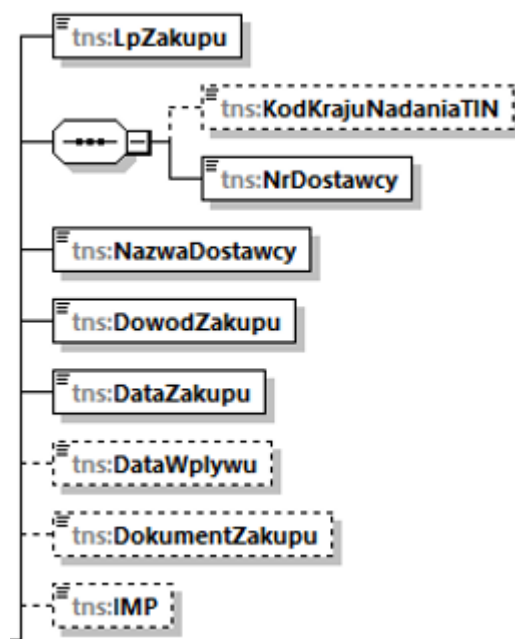 tns:LpZakupu
tns:KodKrajuNadaniaTIN
tns:NrDostawcy
tns:NazwaDostawcy
tns:DowodZakupu
tns:DataZakupu
tns:DataWplywu
tns:DokumentZakupu
tns:IMP